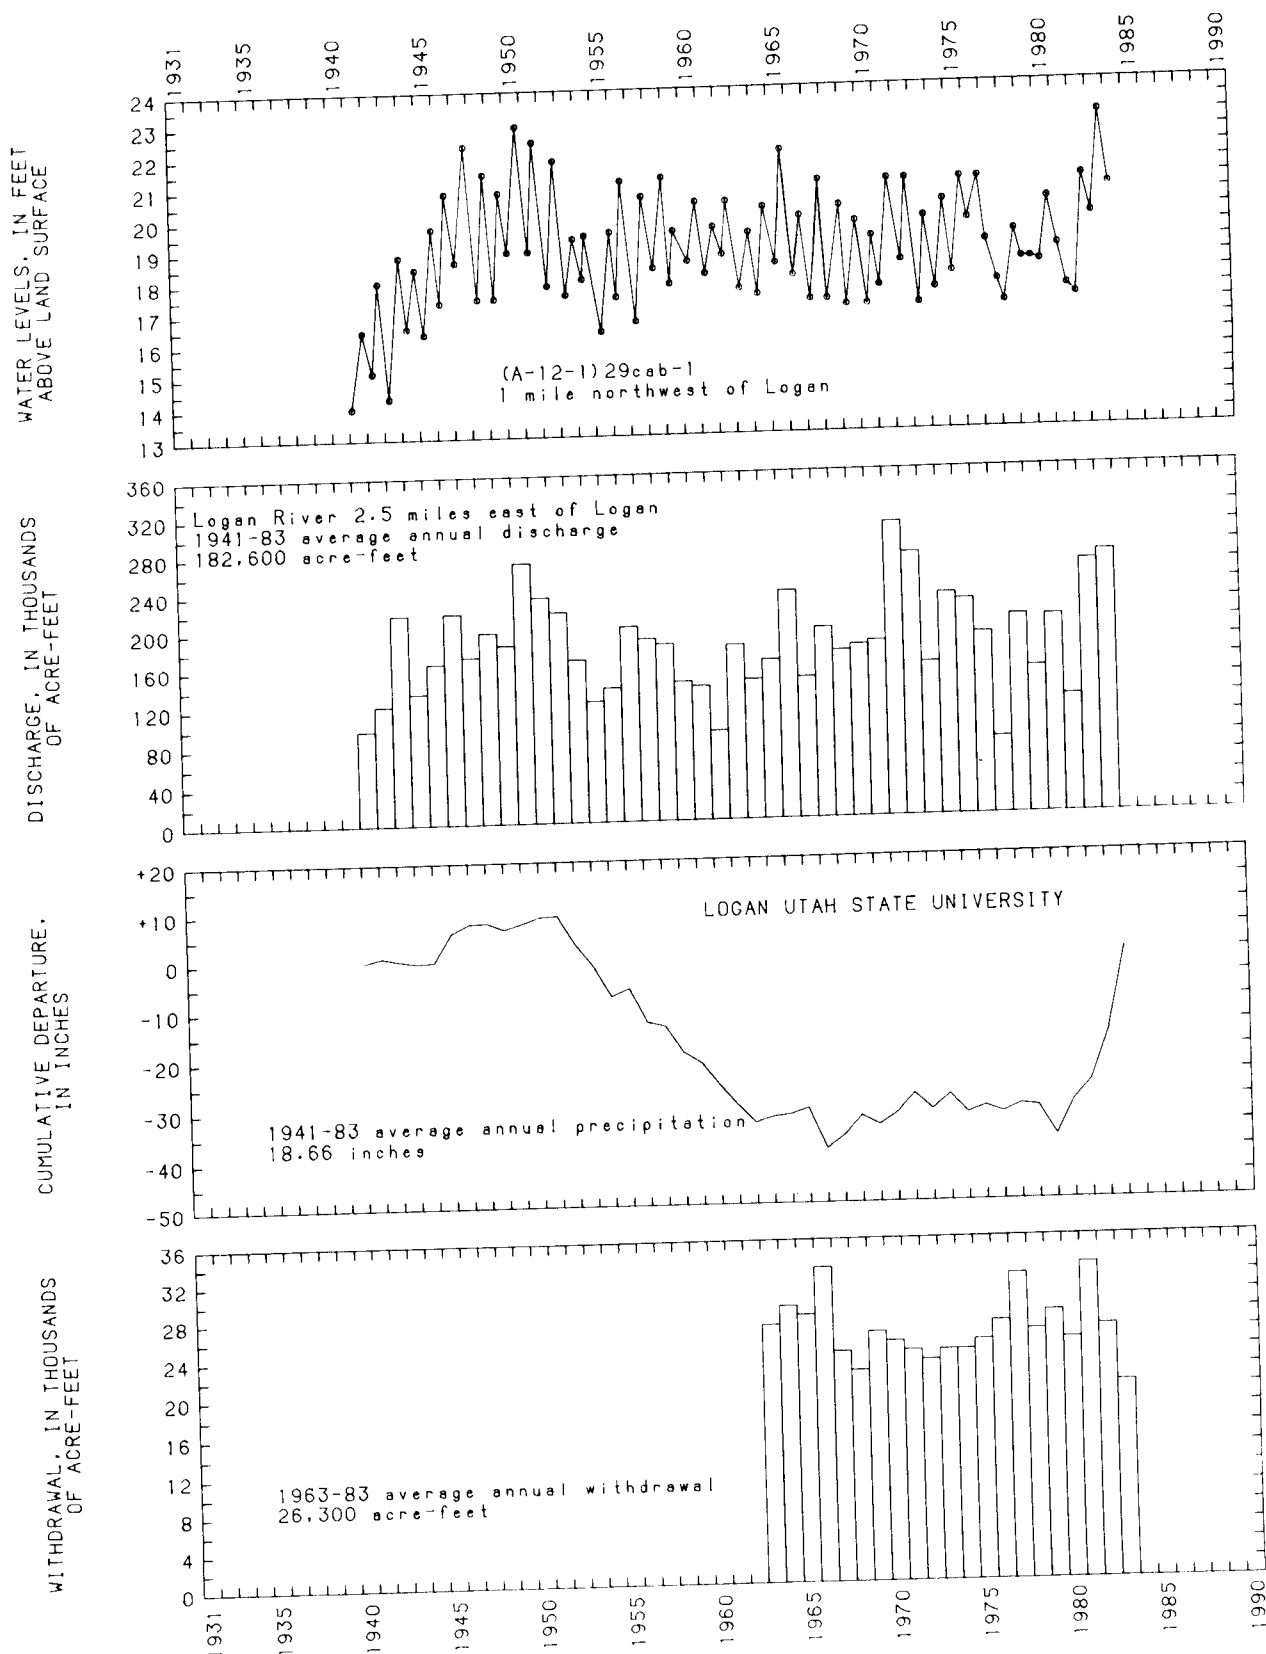 1931 1935 1940 1945 1950 1955 1960 1965 1970 1975 1980 1985 1990
WATER LEVELS, IN FEET
ABOVE LAND SURFACE
24
23
22
21
20
19
18
17
16
15
14
13
(A-12-1)29cab-1
1 mile northwest of Logan
DISCHARGE, IN THOUSANDS
OF ACRE-FEET
360
320
280
240
200
160
120
80
40
0
Logan River 2.5 miles east of Logan
1941-83 average annual discharge
182,600 acre-feet
CUMULATIVE DEPARTURE,
IN INCHES
+20
+10
0
-10
-20
-30
-40
-50
LOGAN UTAH STATE UNIVERSITY
1941-83 average annual precipitation
18.66 inches
WITHDRAWAL, IN THOUSANDS
OF ACRE-FEET
36
32
28
24
20
16
12
8
4
0
1963-83 average annual withdrawal
26,300 acre-feet
1931 1935 1940 1945 1950 1955 1960 1965 1970 1975 1980 1985 1990